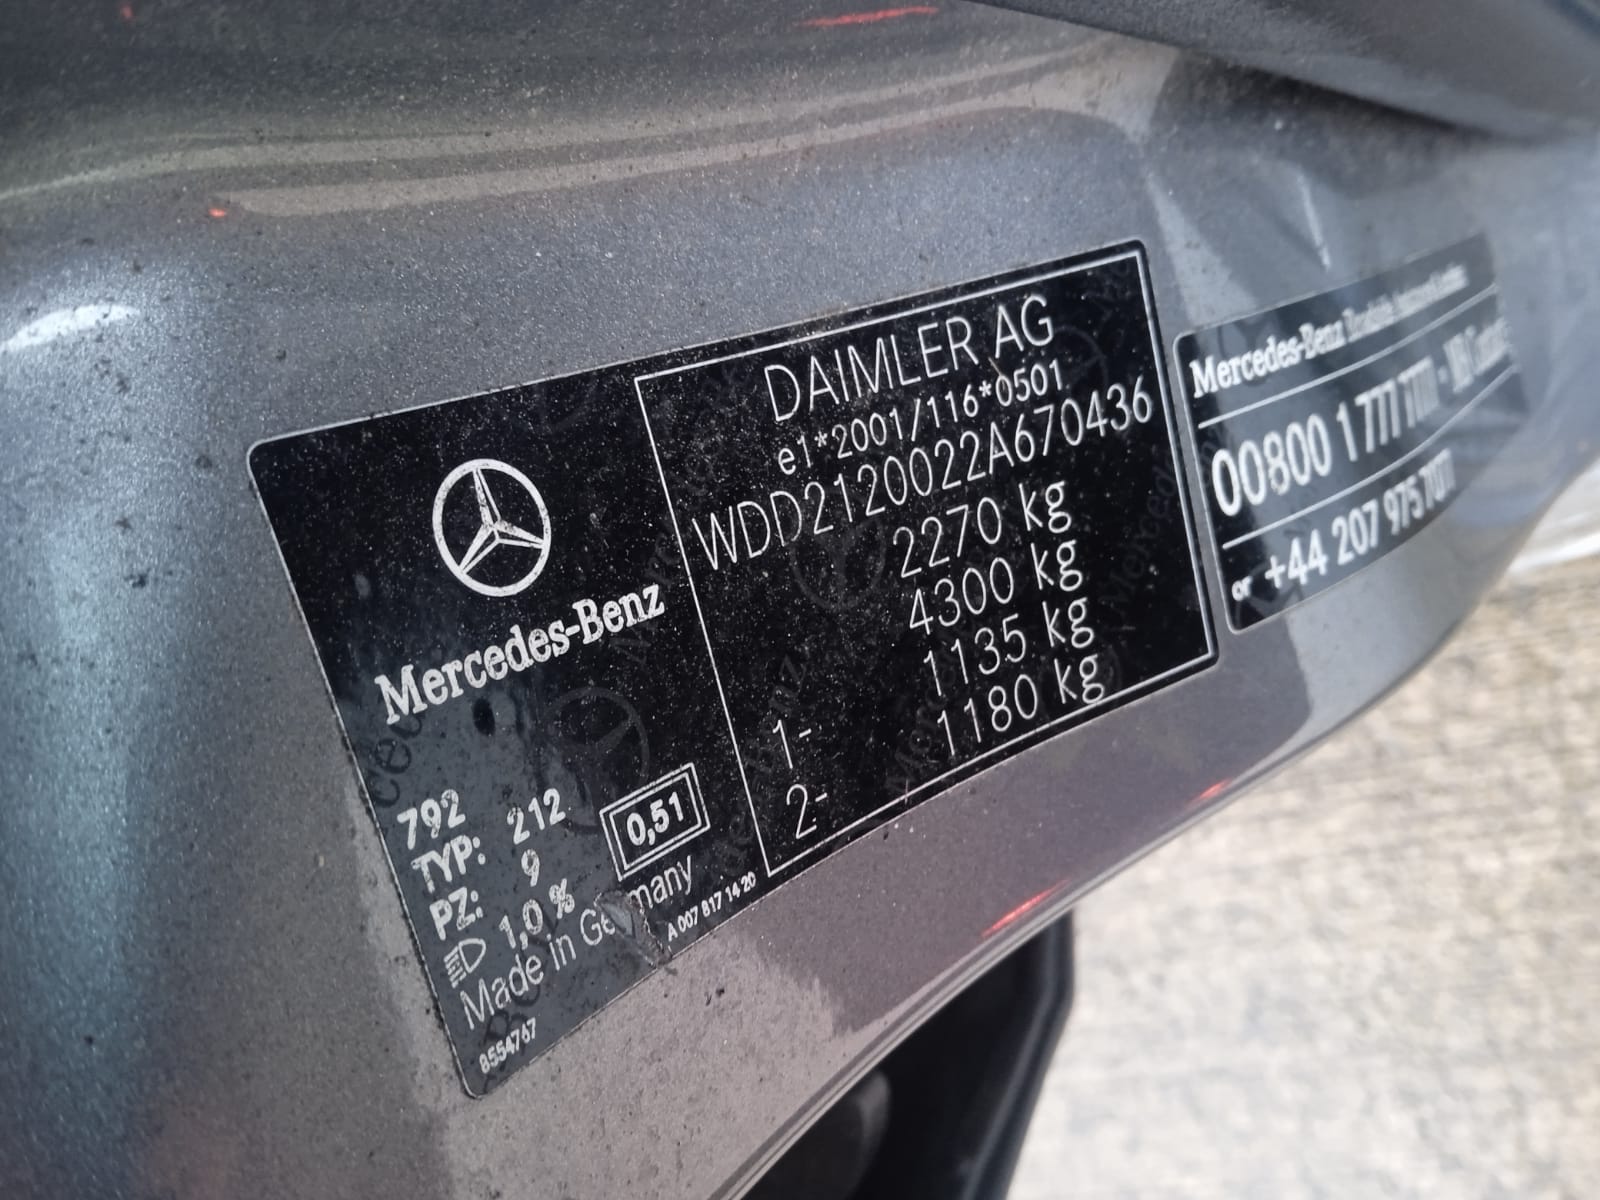 DAIMLER AG
e1*2001/116*0501
WDD2120022A670436
2270 kg
4300 kg
1- 1135 kg
2- 1180 kg
Mercedes-Benz
792
TYP: 212
PZ: 9
1,0 %
0,51
Made in Germany
A 007 817 14 20
8554767
Mercedes-Benz
00800 1 777 7777
or +44 207 975 7077